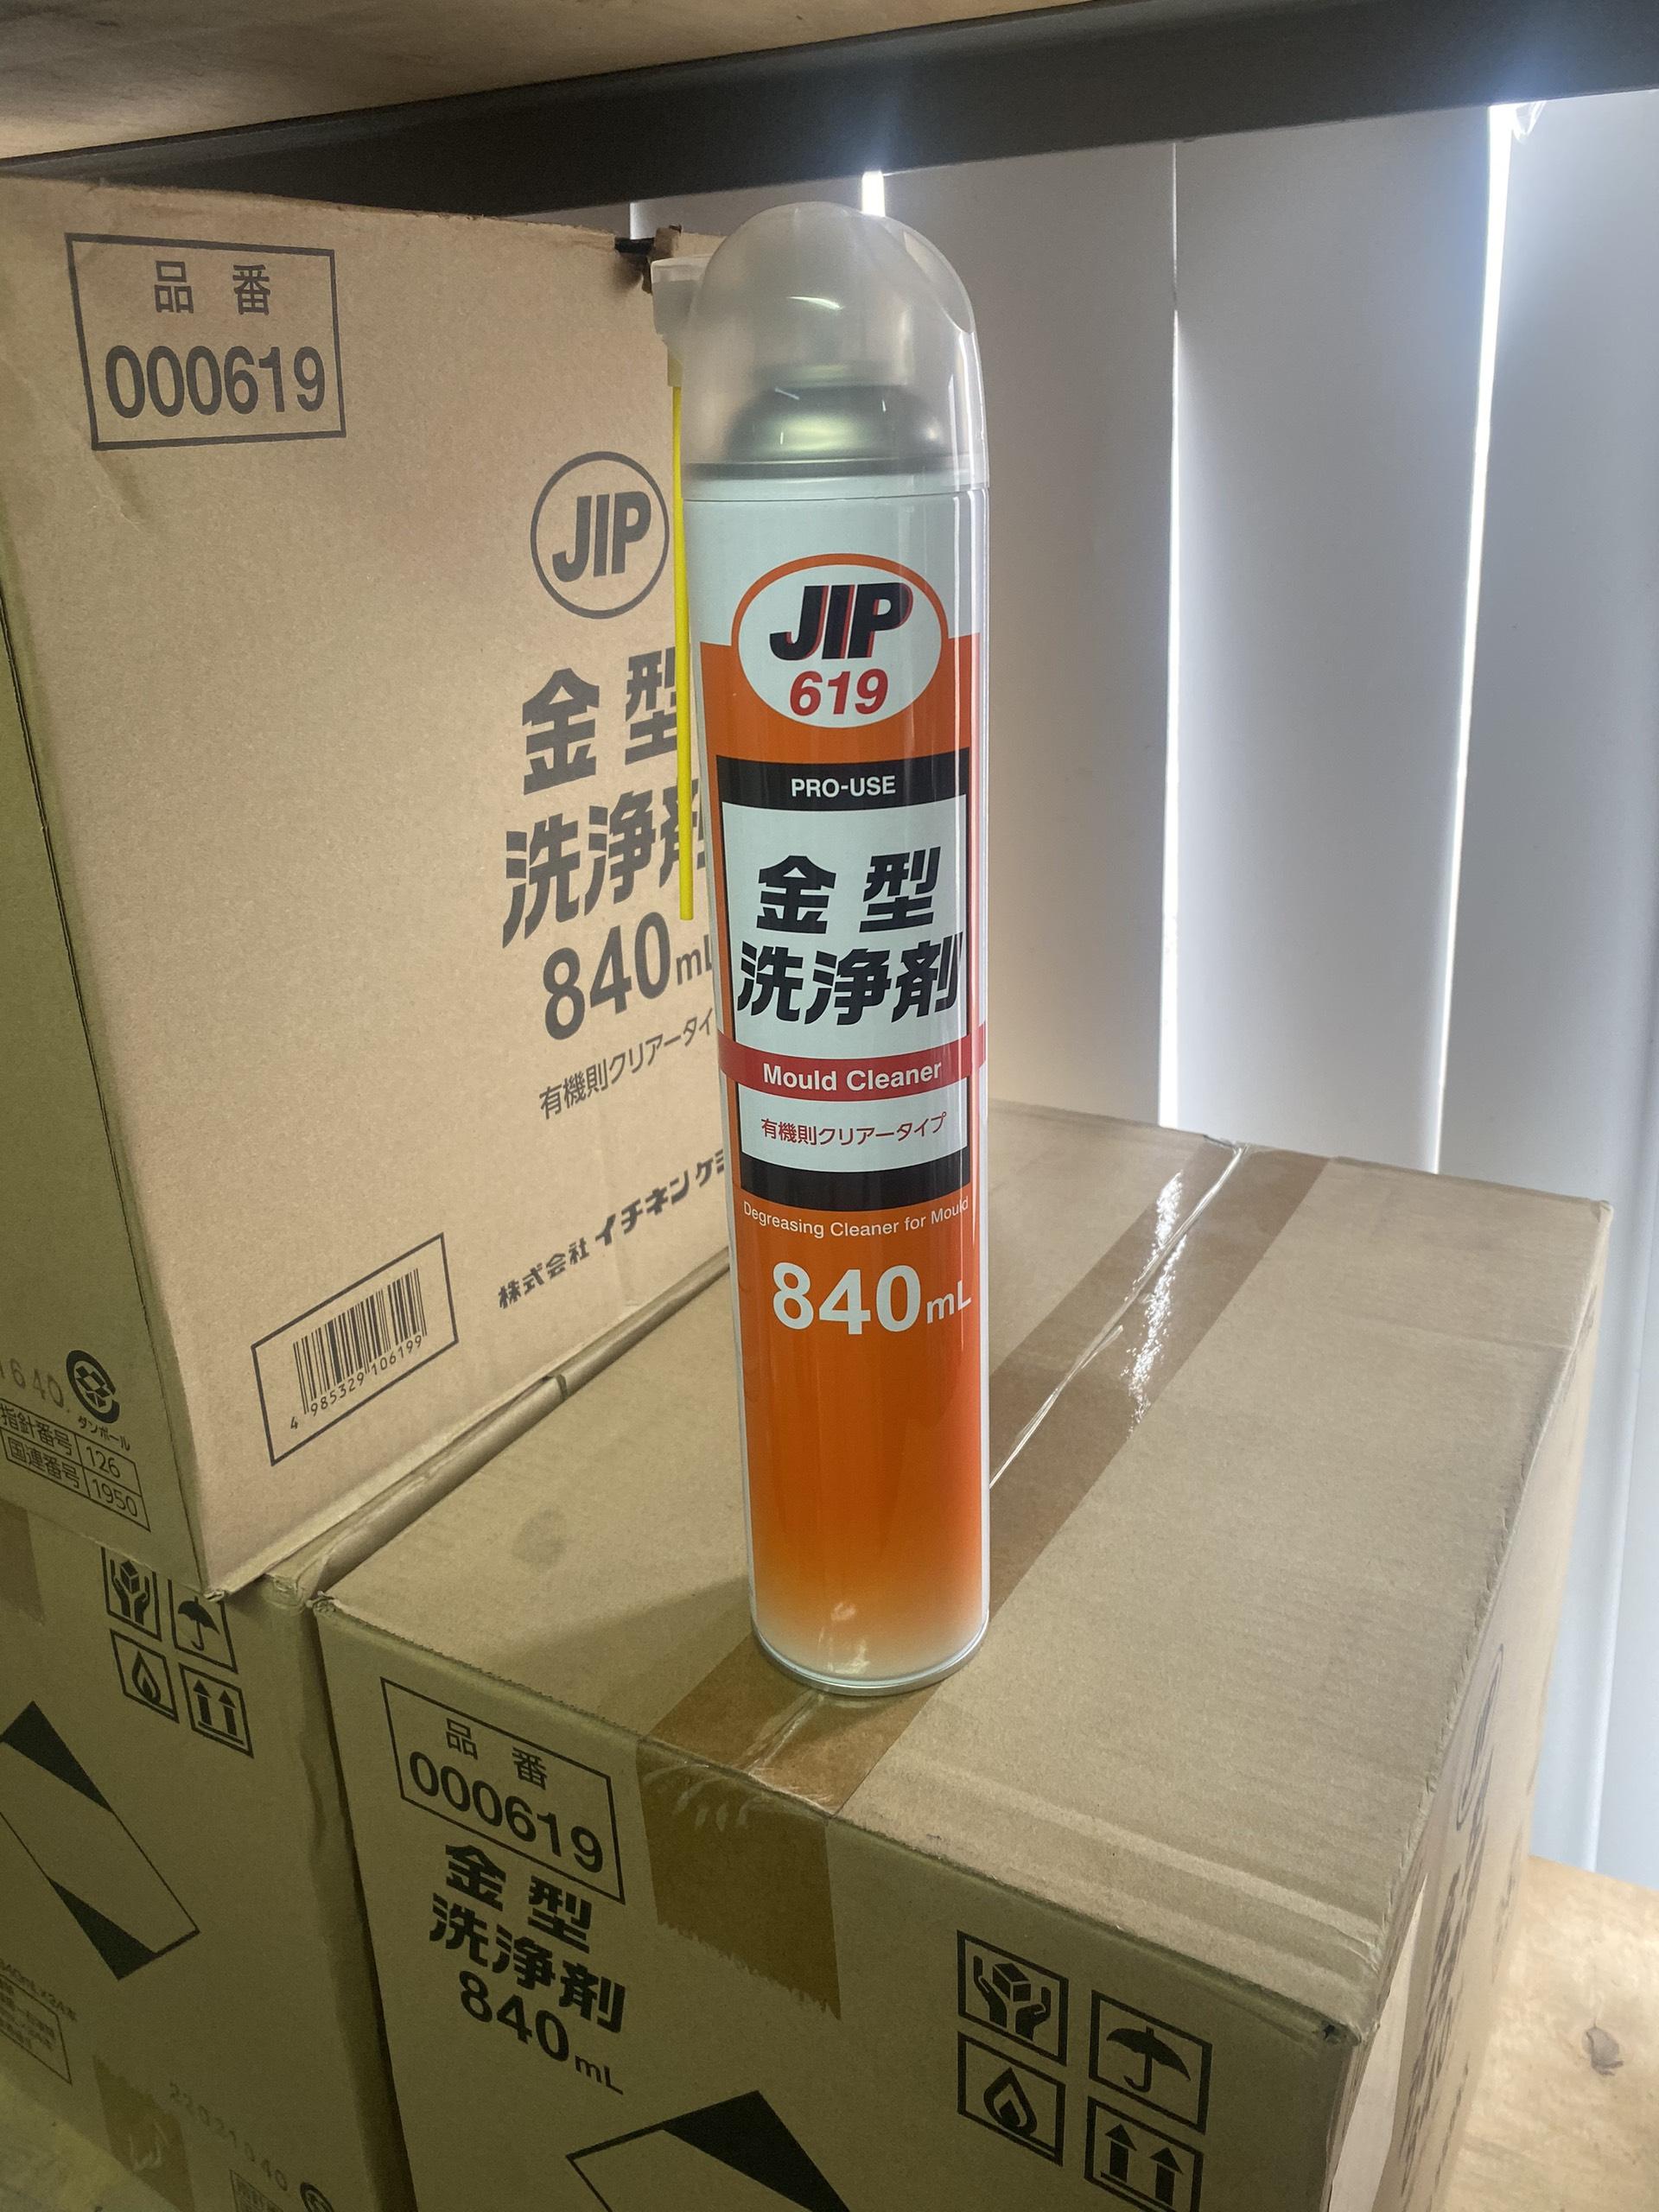 品番
000619
JIP
金型
洗浄剤
840mL
有機則クリアータイ
株式会社イチネンケミ
4 985329 106199
1640
ダンボール
指針番号 126
国連番号 1950
JIP
619
PRO-USE
金型
洗浄剤
Mould Cleaner
有機則クリアータイプ
Degreasing Cleaner for Mould
840mL
品番
000619
金型
洗浄剤
840mL